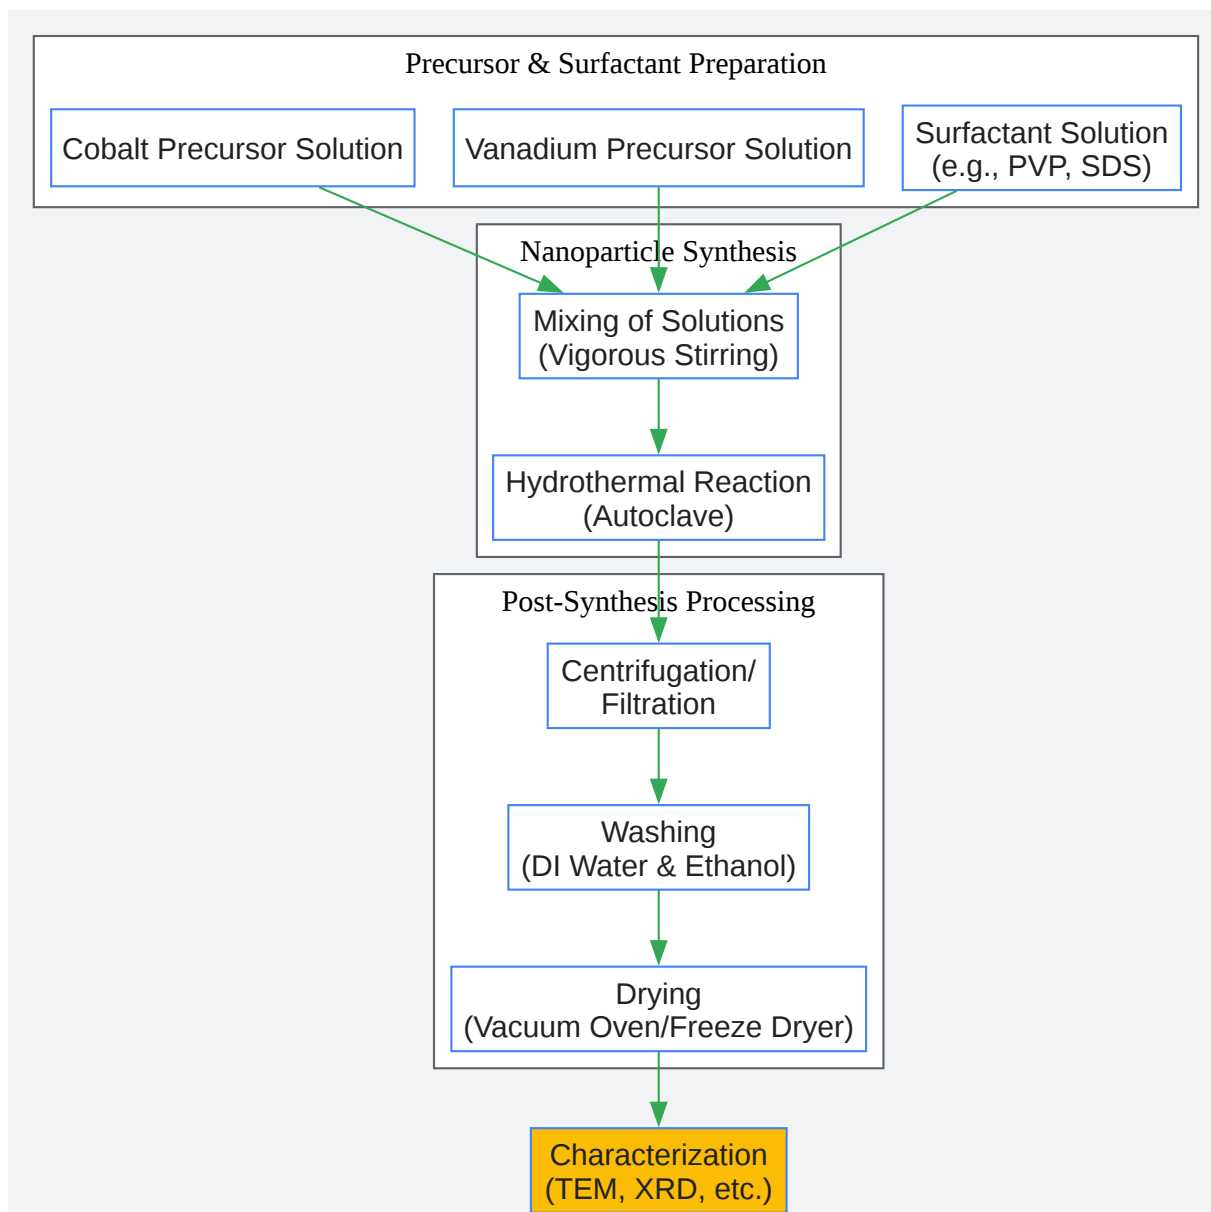 Precursor & Surfactant Preparation
Cobalt Precursor Solution
Vanadium Precursor Solution
Surfactant Solution
(e.g., PVP, SDS)
Nanoparticle Synthesis
Mixing of Solutions
(Vigorous Stirring)
Hydrothermal Reaction
(Autoclave)
Post-Synthesis Processing
Centrifugation/
Filtration
Washing
(DI Water & Ethanol)
Drying
(Vacuum Oven/Freeze Dryer)
Characterization
(TEM, XRD, etc.)